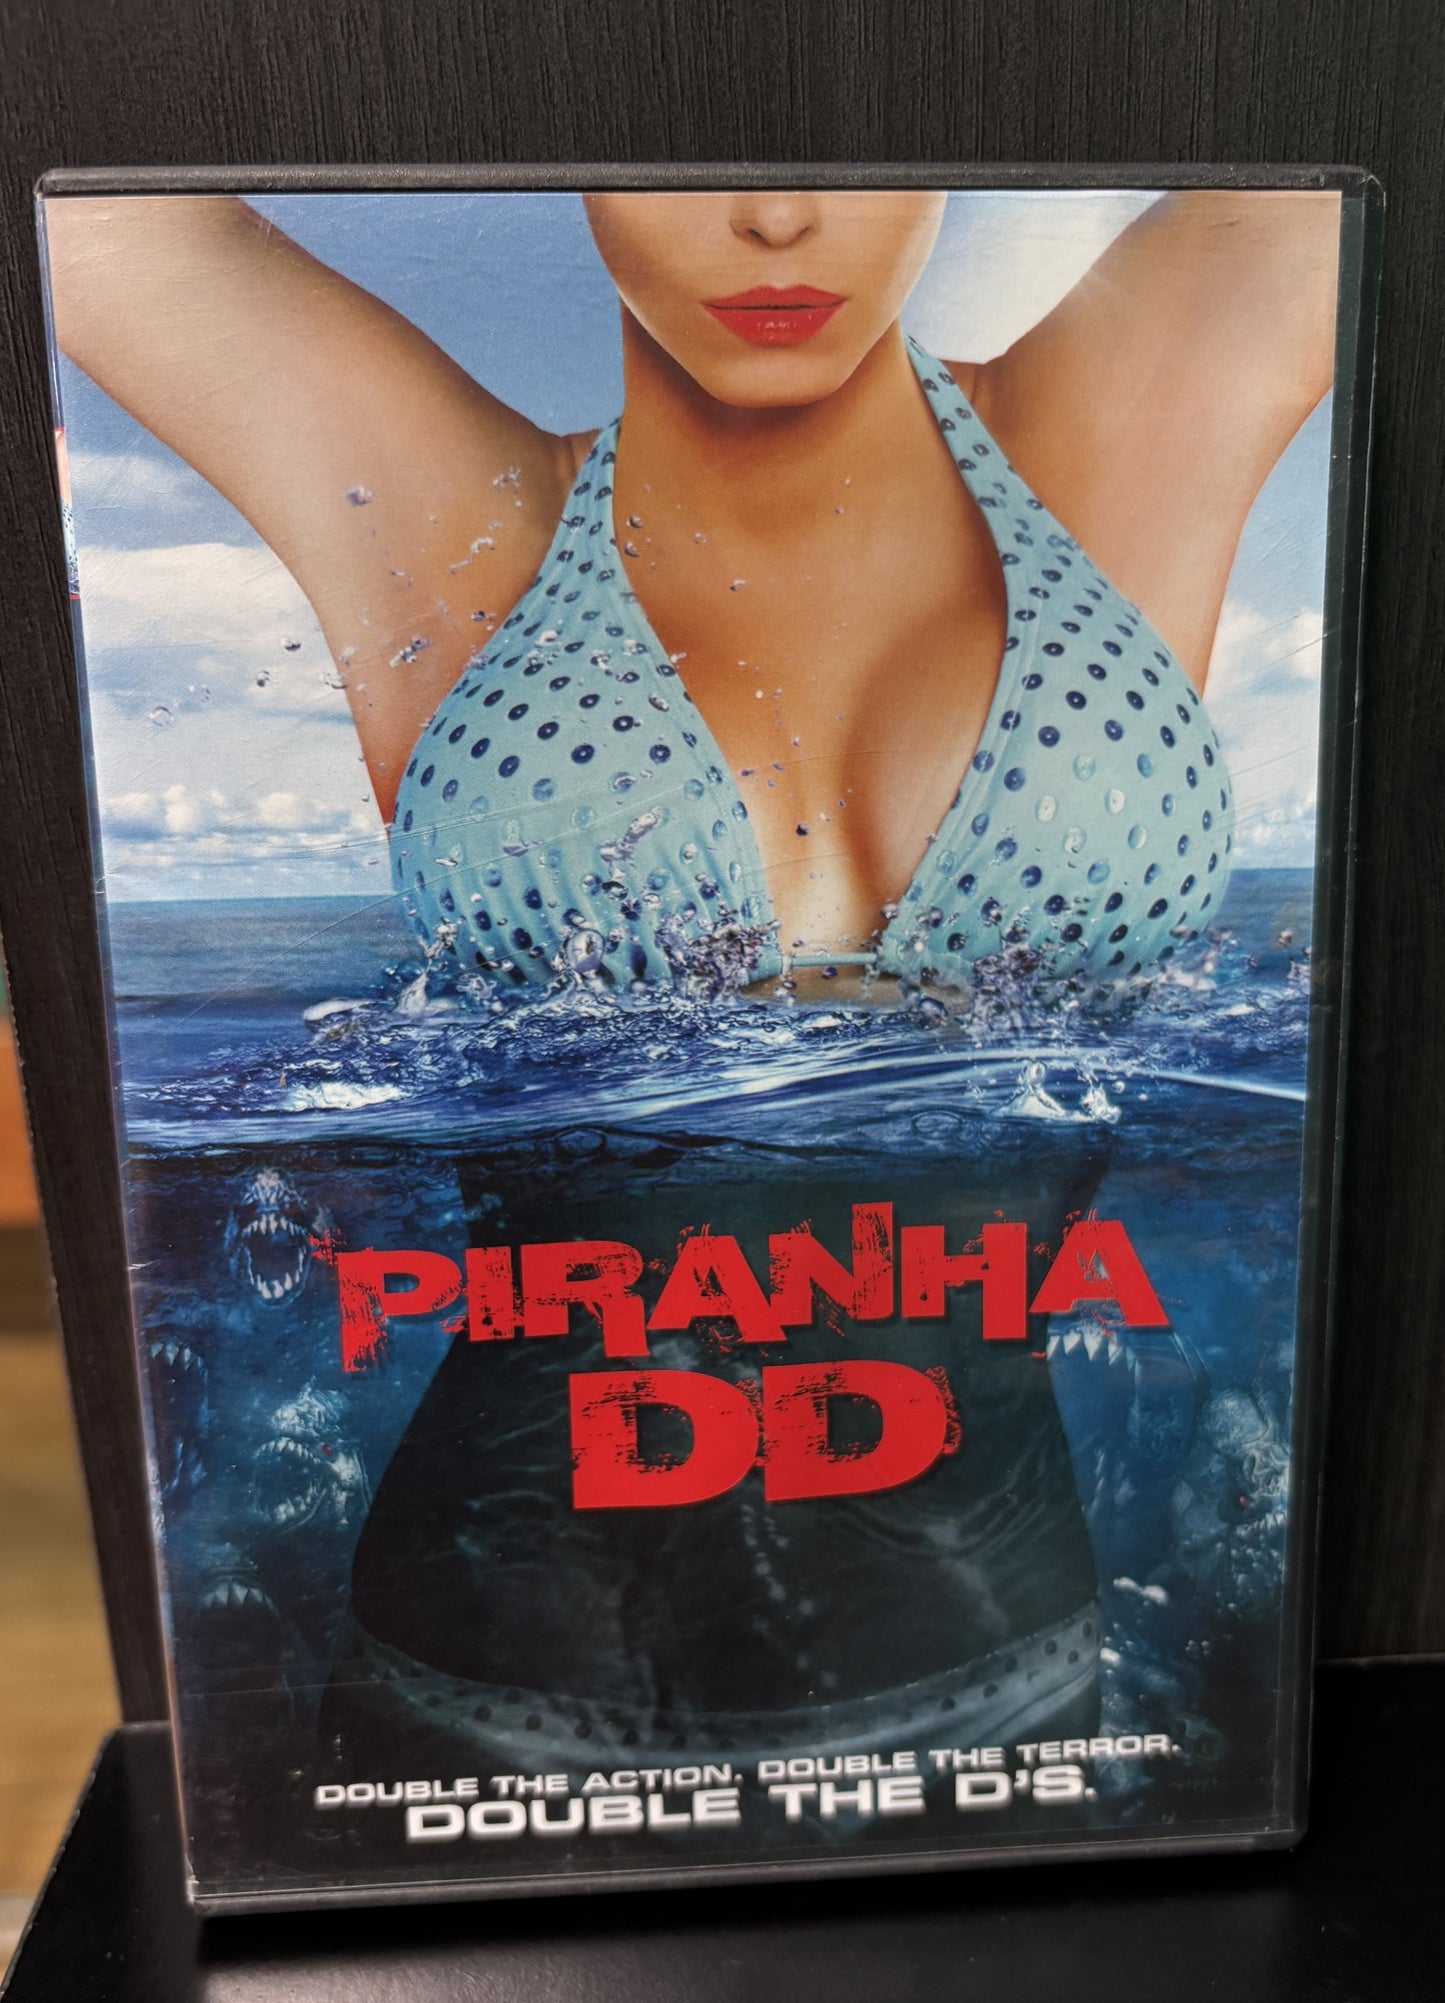 PIRANHA
DD
DOUBLE THE ACTION. DOUBLE THE TERROR.
DOUBLE THE D'S.